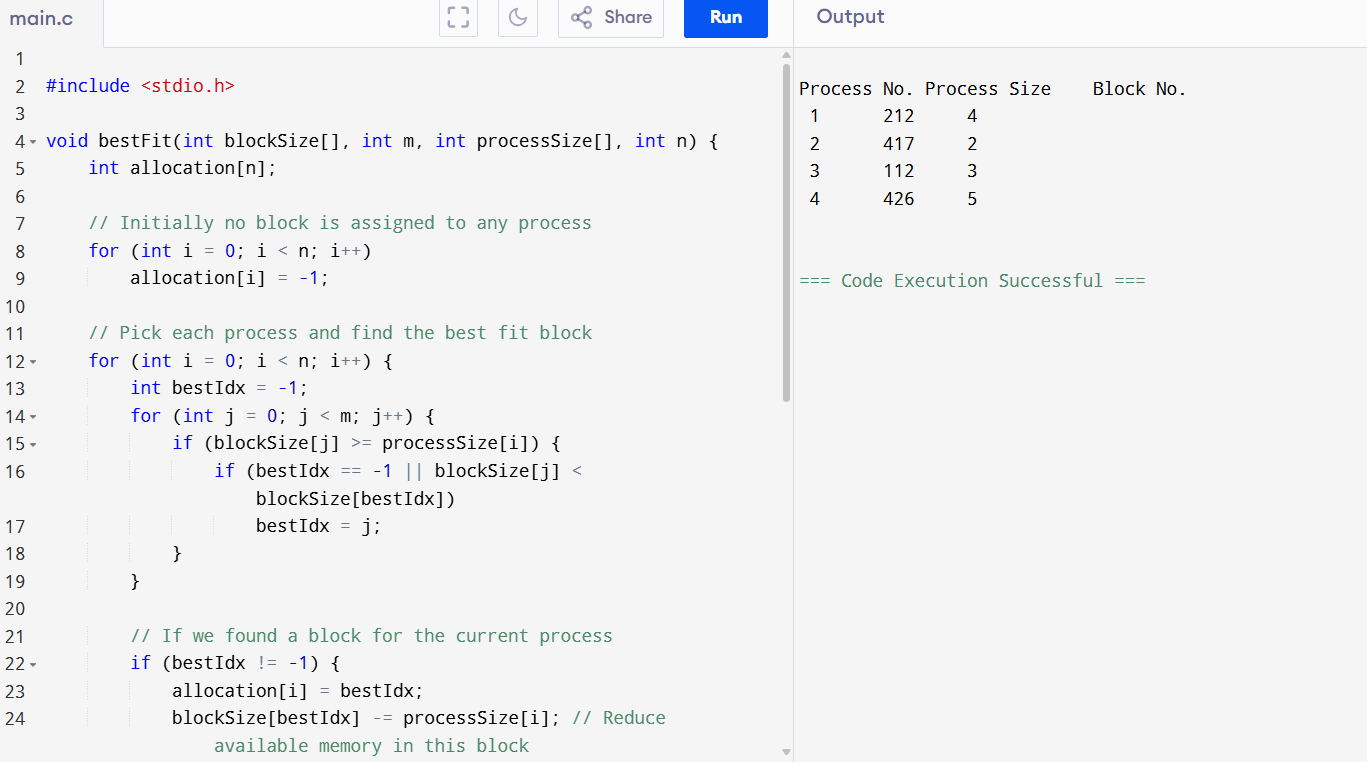 main.c
Share
Run
Output
1
2 #include <stdio.h>
3
4 void bestFit(int blockSize[], int m, int processSize[], int n) {
5     int allocation[n];
6
7     // Initially no block is assigned to any process
8     for (int i = 0; i < n; i++)
9         allocation[i] = -1;
10
11     // Pick each process and find the best fit block
12     for (int i = 0; i < n; i++) {
13         int bestIdx = -1;
14         for (int j = 0; j < m; j++) {
15             if (blockSize[j] >= processSize[i]) {
16                 if (bestIdx == -1 || blockSize[j] <
                    blockSize[bestIdx])
17                     bestIdx = j;
18             }
19         }
20
21         // If we found a block for the current process
22         if (bestIdx != -1) {
23             allocation[i] = bestIdx;
24             blockSize[bestIdx] -= processSize[i]; // Reduce
                available memory in this block
Process No. Process Size    Block No.
1      212     4
2      417     2
3      112     3
4      426     5
=== Code Execution Successful ===